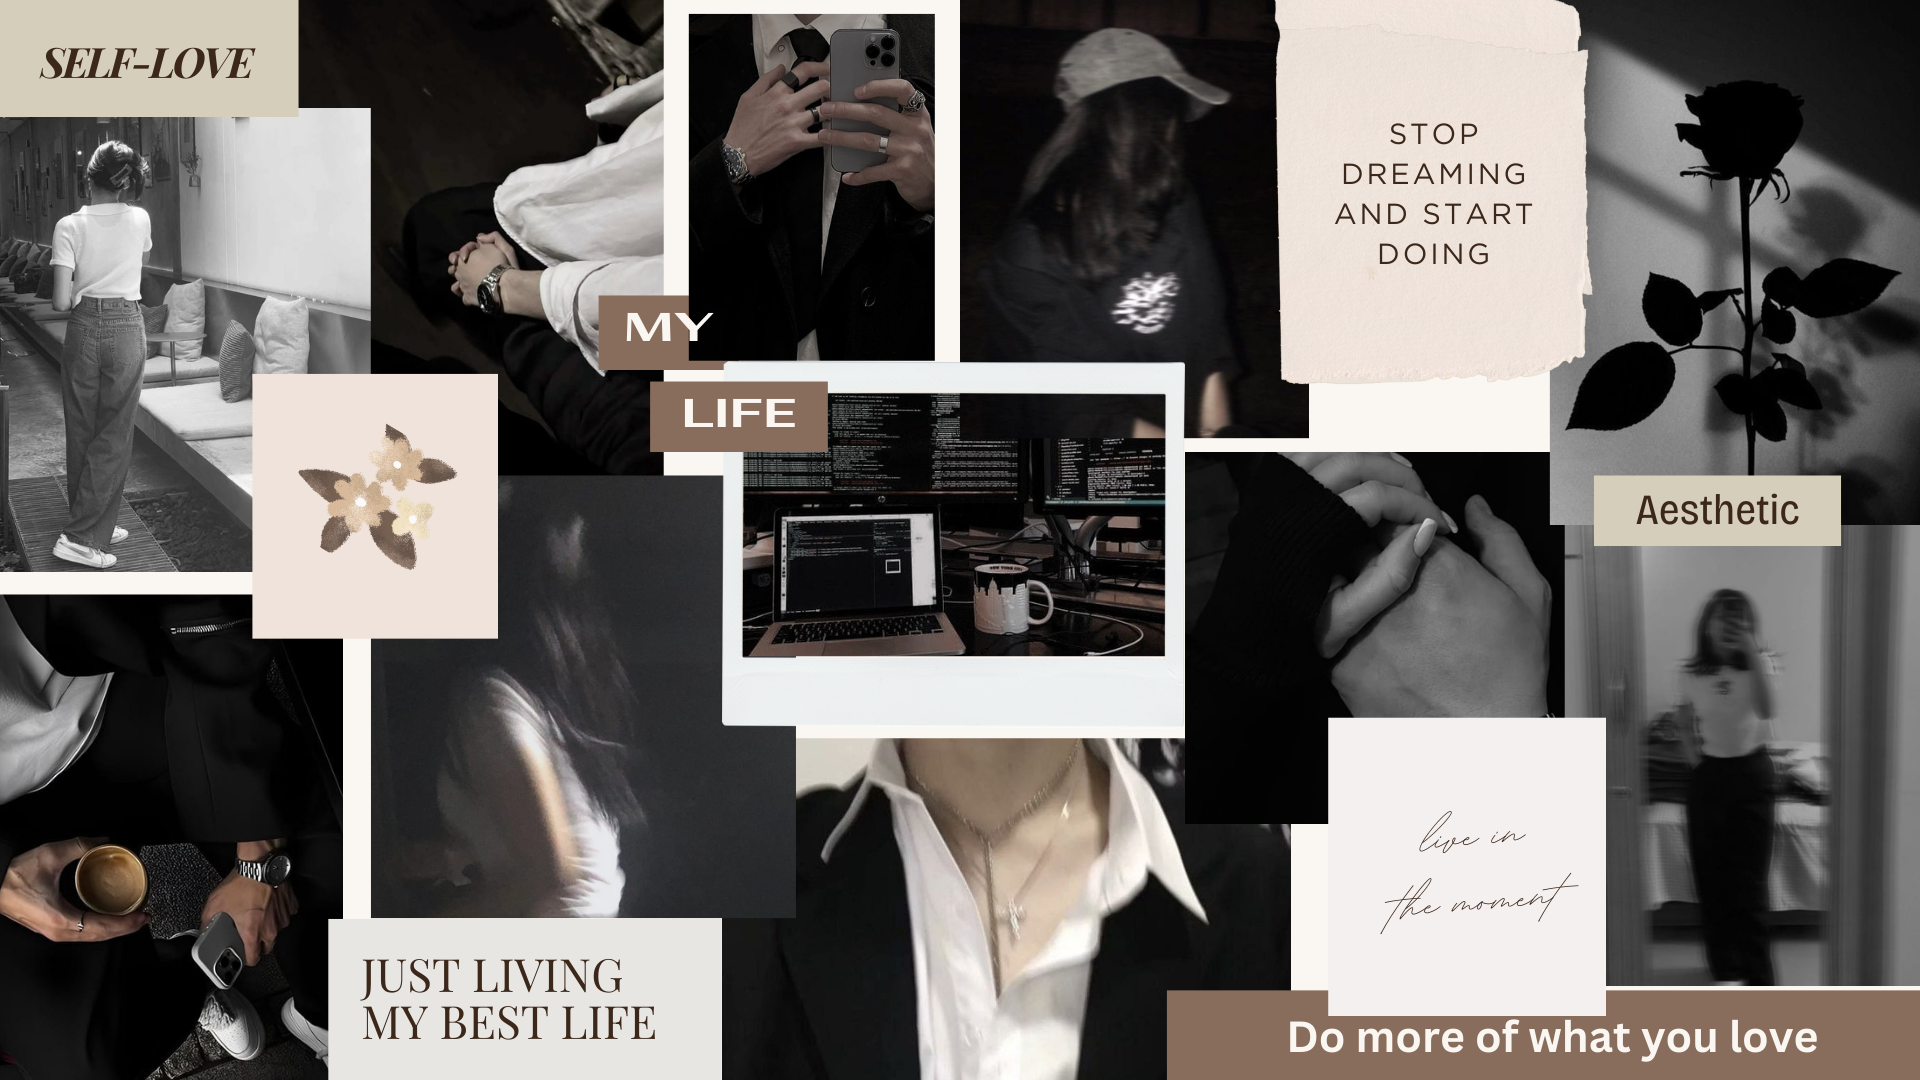 SELF-LOVE
STOP
DREAMING
AND START
DOING
MY
LIFE
Aesthetic
live in
the moment
JUST LIVING
MY BEST LIFE
Do more of what you love